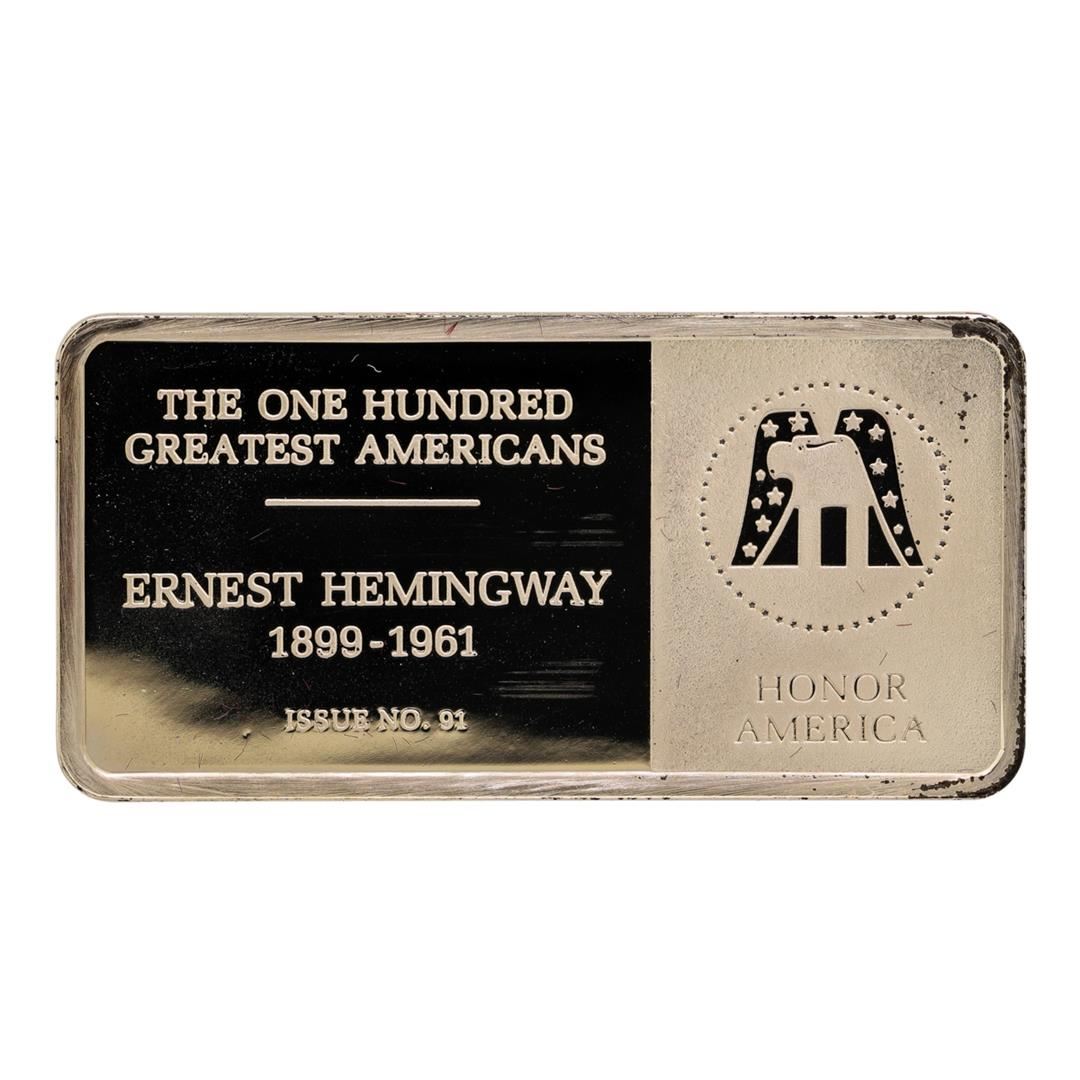 THE ONE HUNDRED
GREATEST AMERICANS
ERNEST HEMINGWAY
1899-1961
ISSUE NO. 91
HONOR
AMERICA